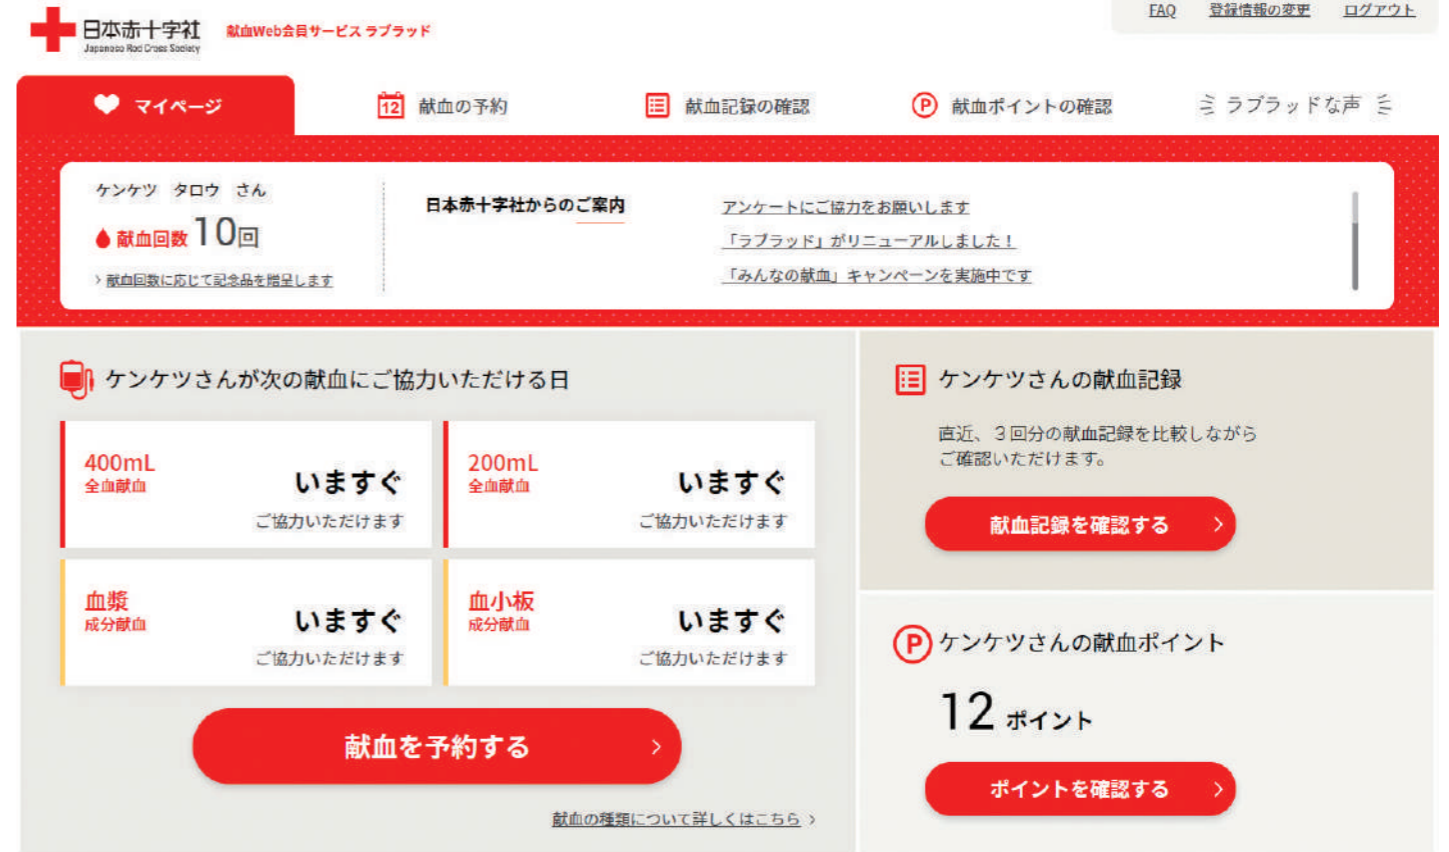 FAQ 登録情報の変更 ログアウト
日本赤十字社
Japanese Red Cross Society
献血Web会員サービス ラブラッド
マイページ
12 献血の予約
献血記録の確認
P 献血ポイントの確認
ラブラッドな声
ケンケツ タロウ さん
献血回数 10回
献血回数に応じて記念品を贈呈します
日本赤十字社からのご案内
アンケートにご協力をお願いします
「ラブラッド」がリニューアルしました!
「みんなの献血」キャンペーンを実施中です
ケンケツさんが次の献血にご協力いただける日
400mL
全血献血
いますぐ
ご協力いただけます
200mL
全血献血
いますぐ
ご協力いただけます
血漿
成分献血
いますぐ
ご協力いただけます
血小板
成分献血
いますぐ
ご協力いただけます
献血を予約する
献血の種類について詳しくはこちら
ケンケツさんの献血記録
直近、3回分の献血記録を比較しながら
ご確認いただけます。
献血記録を確認する
P ケンケツさんの献血ポイント
12 ポイント
ポイントを確認する